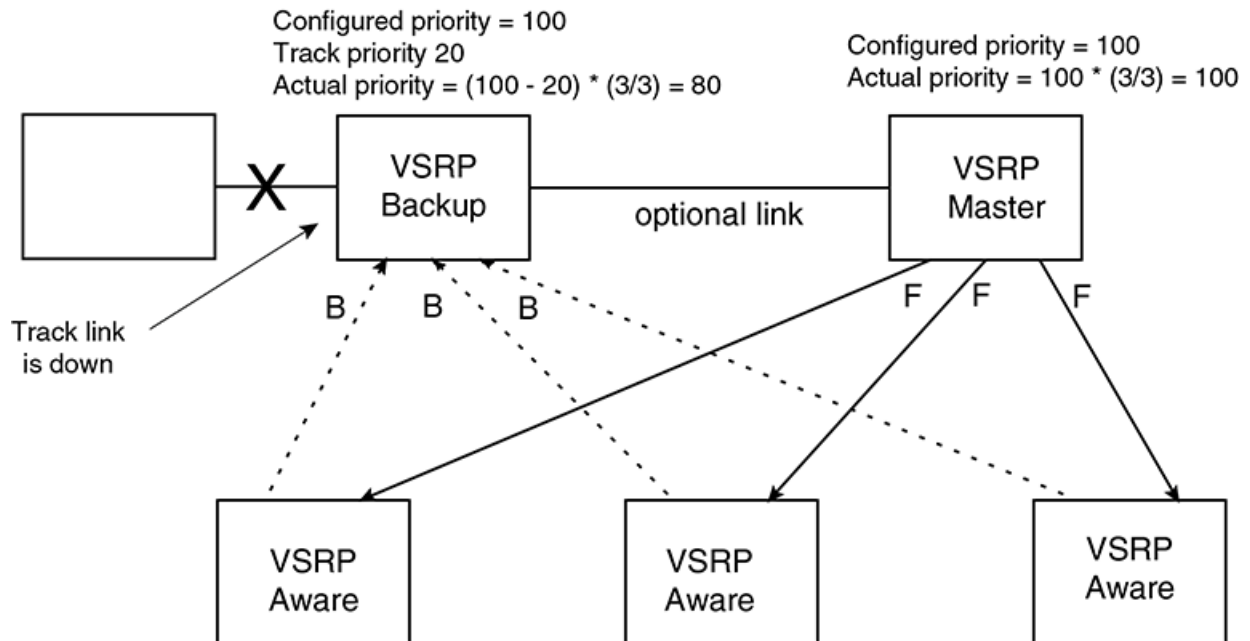 Configured priority = 100
Track priority 20
Actual priority = (100 - 20) * (3/3) = 80
Configured priority = 100
Actual priority = 100 * (3/3) = 100
X
VSRP
Backup
optional link
VSRP
Master
Track link
is down
B
B
B
F
F
F
VSRP
Aware
VSRP
Aware
VSRP
Aware